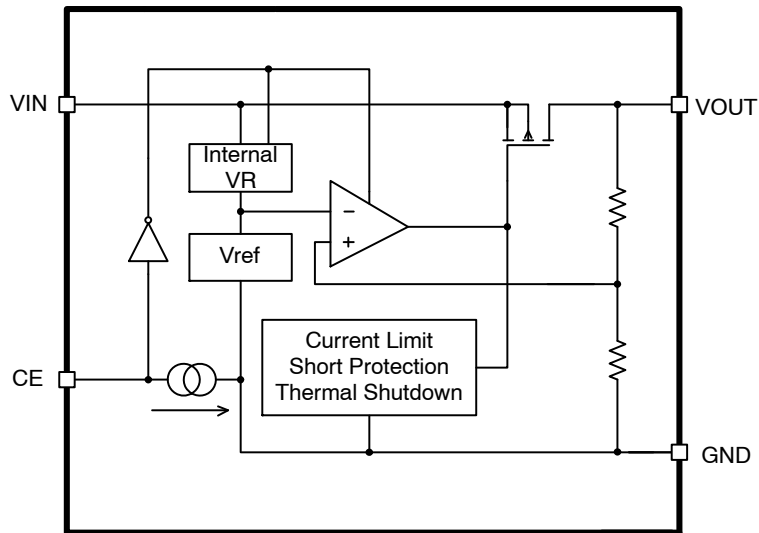 VIN
VOUT
Internal
VR
−
+
Vref
Current Limit
Short Protection
Thermal Shutdown
CE
GND